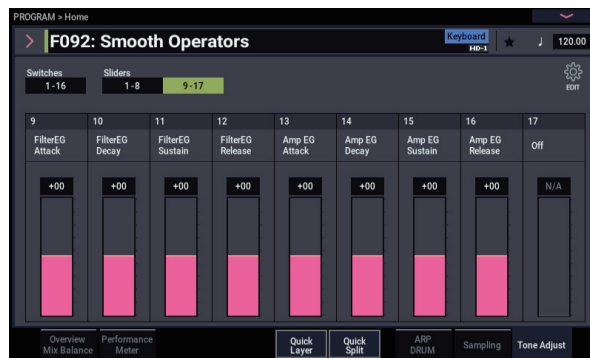 PROGRAM > Home
F092: Smooth Operators
Keyboard
HD-1
♩ 120.00
Switches
1-16
Sliders
1-8 9-17
EDIT
9 10 11 12 13 14 15 16 17
FilterEG Attack
FilterEG Decay
FilterEG Sustain
FilterEG Release
Amp EG Attack
Amp EG Decay
Amp EG Sustain
Amp EG Release
Off
+00 +00 +00 +00 +00 +00 +00 +00 N/A
Overview Mix Balance
Performance Meter
Quick Layer
Quick Split
ARP DRUM
Sampling
Tone Adjust